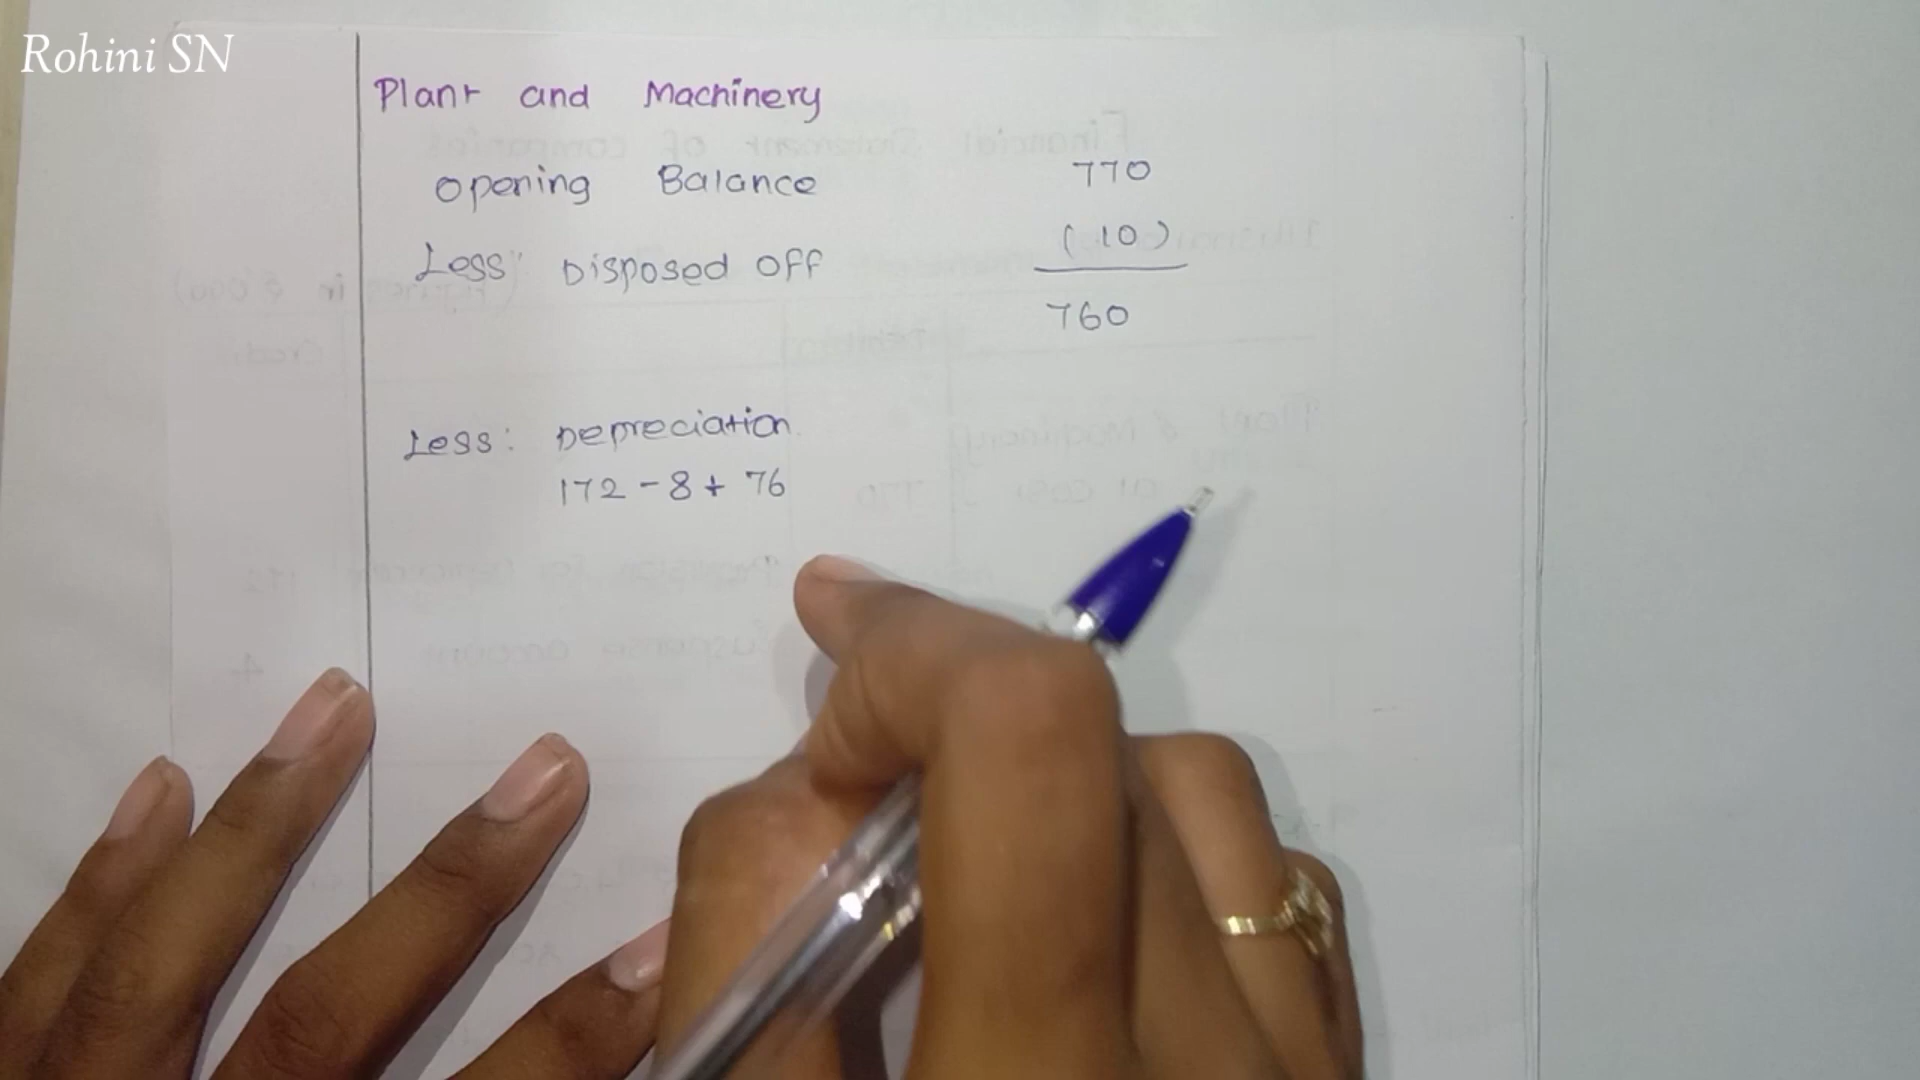 Rohini SN
Plant and Machinery
Opening Balance 770
Less: Disposed off (10)
760
Less: Depreciation
172 - 8 + 76